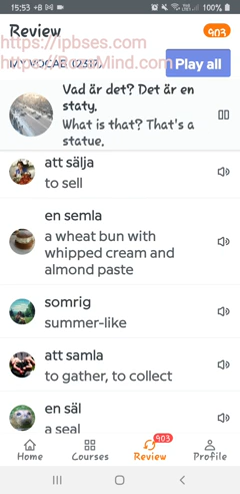 15:53
100%
Review
903
https://ipbses.com
MY VOCAB (2317)
Play all
Vad är det? Det är en
staty.
What is that? That's a
statue.
att sälja
to sell
en semla
a wheat bun with
whipped cream and
almond paste
somrig
summer-like
att samla
to gather, to collect
en säl
a seal
903
Home
Courses
Review
Profile